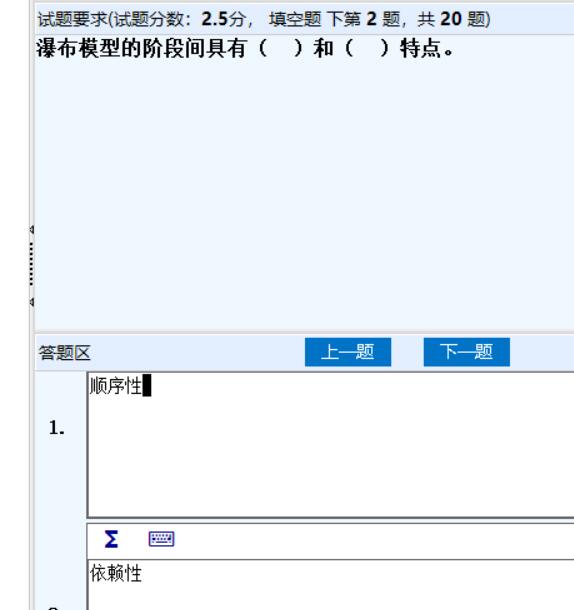 试题要求(试题分数：2.5分， 填空题 下第 2 题，共 20 题)
瀑布模型的阶段间具有（ ）和（ ）特点。
答题区 上一题 下一题
顺序性
1.
Σ
依赖性